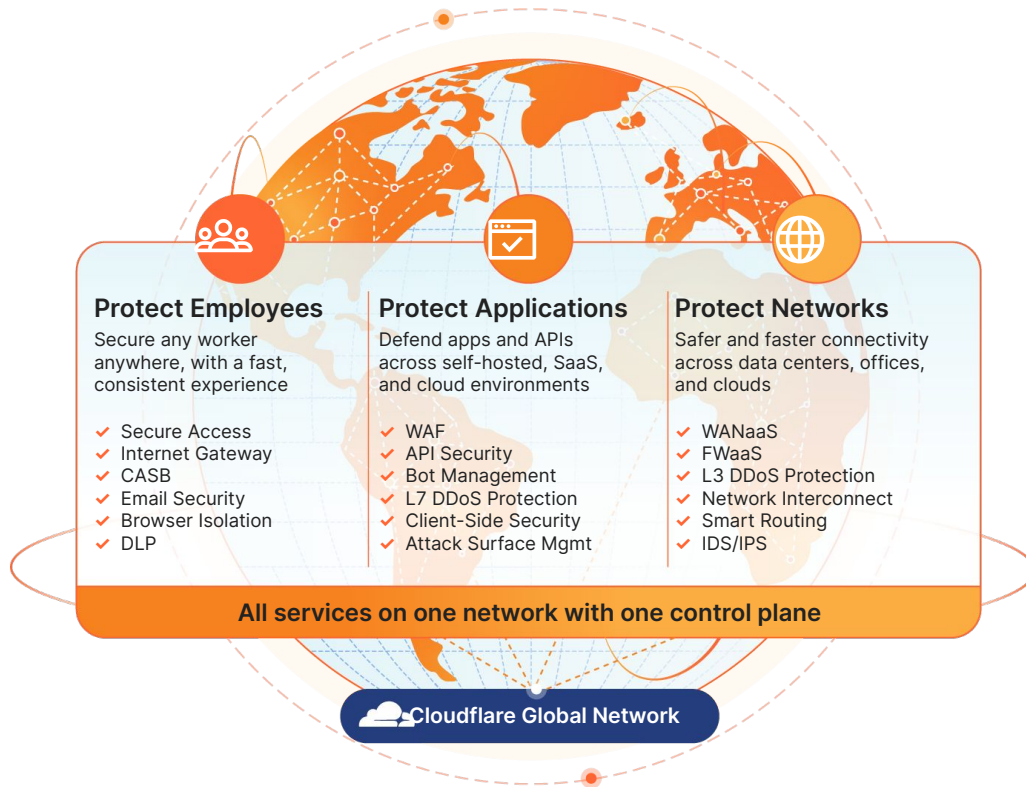 Protect Employees
Secure any worker
anywhere, with a fast,
consistent experience
Secure Access
Internet Gateway
CASB
Email Security
Browser Isolation
DLP
Protect Applications
Defend apps and APIs
across self-hosted, SaaS,
and cloud environments
WAF
API Security
Bot Management
L7 DDoS Protection
Client-Side Security
Attack Surface Mgmt
Protect Networks
Safer and faster connectivity
across data centers, offices,
and clouds
WANaaS
FWaaS
L3 DDoS Protection
Network Interconnect
Smart Routing
IDS/IPS
All services on one network with one control plane
Cloudflare Global Network